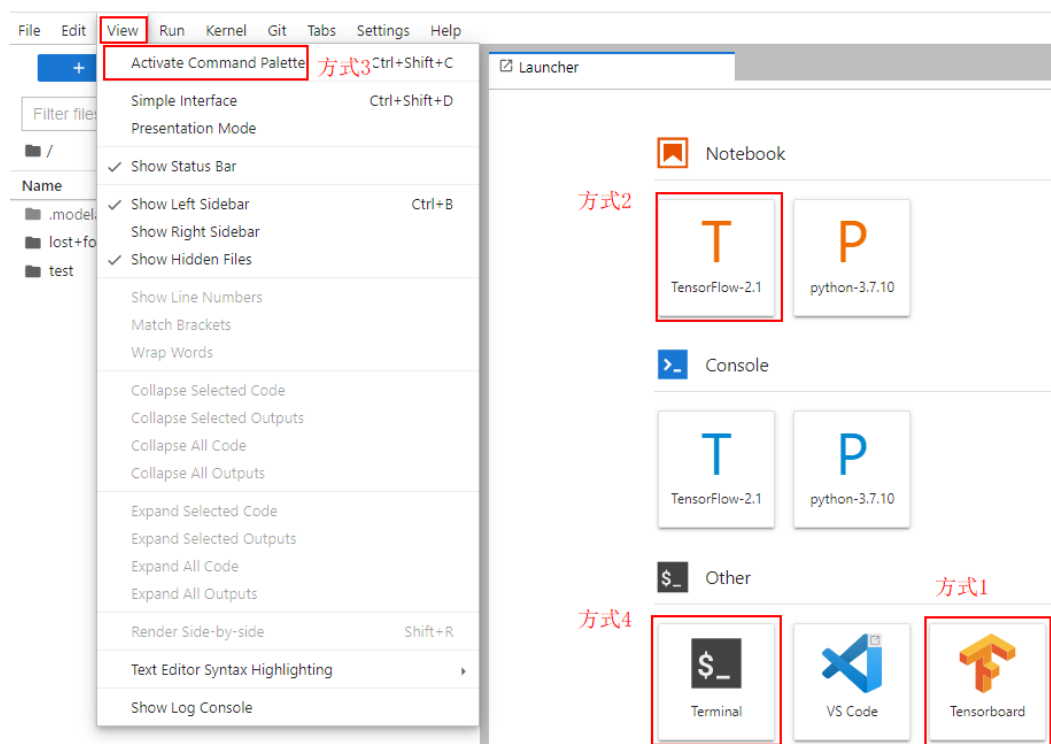 File Edit View Run Kernel Git Tabs Settings Help
+
Filter file
/
Name
.model
lost+fo
test
Activate Command Palette 方式3 Ctrl+Shift+C
Simple Interface Ctrl+Shift+D
Presentation Mode
Show Status Bar
Show Left Sidebar Ctrl+B
Show Right Sidebar
Show Hidden Files
Show Line Numbers
Match Brackets
Wrap Words
Collapse Selected Code
Collapse Selected Outputs
Collapse All Code
Collapse All Outputs
Expand Selected Code
Expand Selected Outputs
Expand All Code
Expand All Outputs
Render Side-by-side Shift+R
Text Editor Syntax Highlighting
Show Log Console
Launcher
Notebook
方式2
T P
TensorFlow-2.1 python-3.7.10
Console
T P
TensorFlow-2.1 python-3.7.10
$_ Other
方式1
方式4
$_
Terminal VS Code Tensorboard